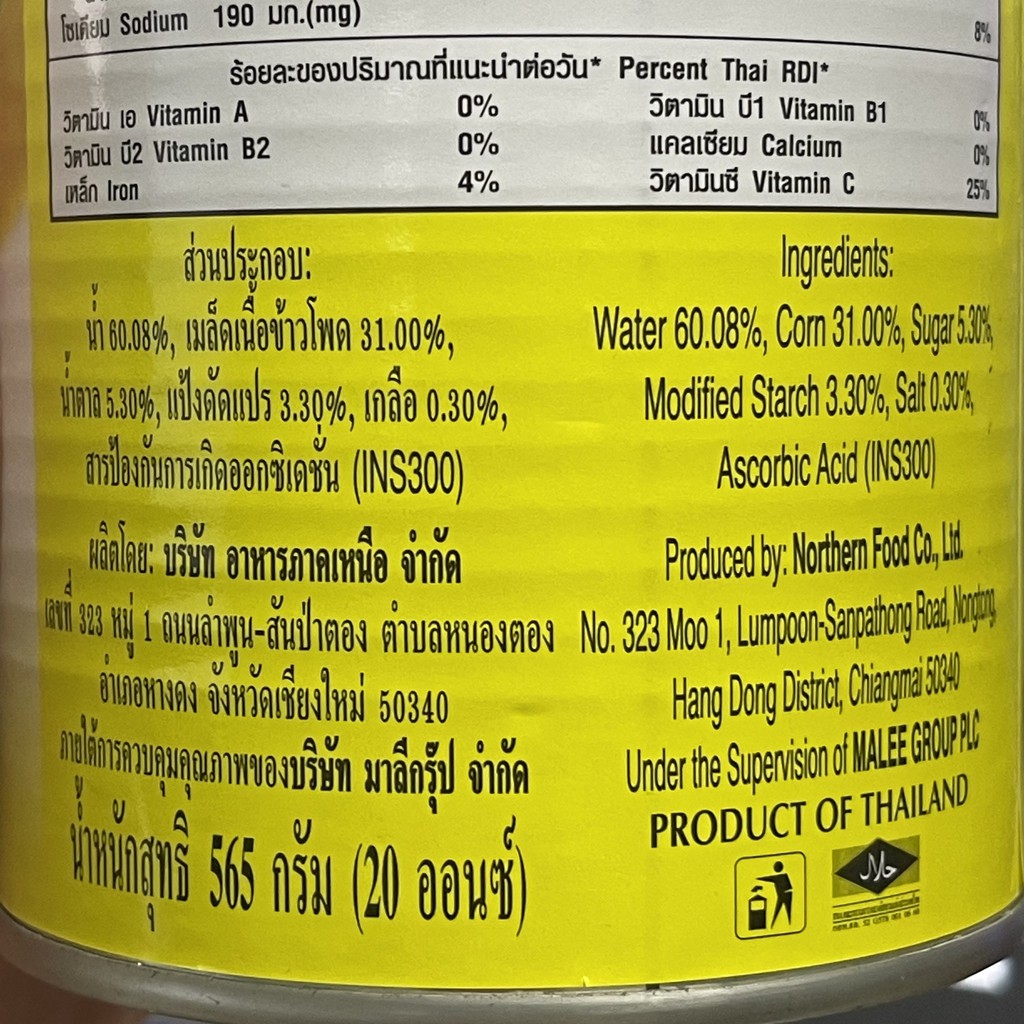 โซเดียม Sodium 190 มก.(mg) 8%
ร้อยละของปริมาณที่แนะนำต่อวัน* Percent Thai RDI*
วิตามิน เอ Vitamin A 0% วิตามิน บี1 Vitamin B1 0%
วิตามิน บี2 Vitamin B2 0% แคลเซียม Calcium 0%
เหล็ก Iron 4% วิตามินซี Vitamin C 25%
ส่วนประกอบ:
น้ำ 60.08%, เมล็ดเนื้อข้าวโพด 31.00%,
น้ำตาล 5.30%, แป้งดัดแปร 3.30%, เกลือ 0.30%,
สารป้องกันการเกิดออกซิเดชั่น (INS300)
ผลิตโดย: บริษัท อาหารภาคเหนือ จำกัด
เลขที่ 323 หมู่ 1 ถนนลำพูน-สันป่าตอง ตำบลหนองตอง
อำเภอหางดง จังหวัดเชียงใหม่ 50340
ภายใต้การควบคุมคุณภาพของบริษัท มาลีกรุ๊ป จำกัด
น้ำหนักสุทธิ 565 กรัม (20 ออนซ์)
Ingredients:
Water 60.08%, Corn 31.00%, Sugar 5.30%,
Modified Starch 3.30%, Salt 0.30%,
Ascorbic Acid (INS300)
Produced by: Northern Food Co., Ltd.
No. 323 Moo 1, Lumpoon-Sanpathong Road, Nongtong,
Hang Dong District, Chiangmai 50340
Under the Supervision of MALEE GROUP PLC
PRODUCT OF THAILAND
حلال